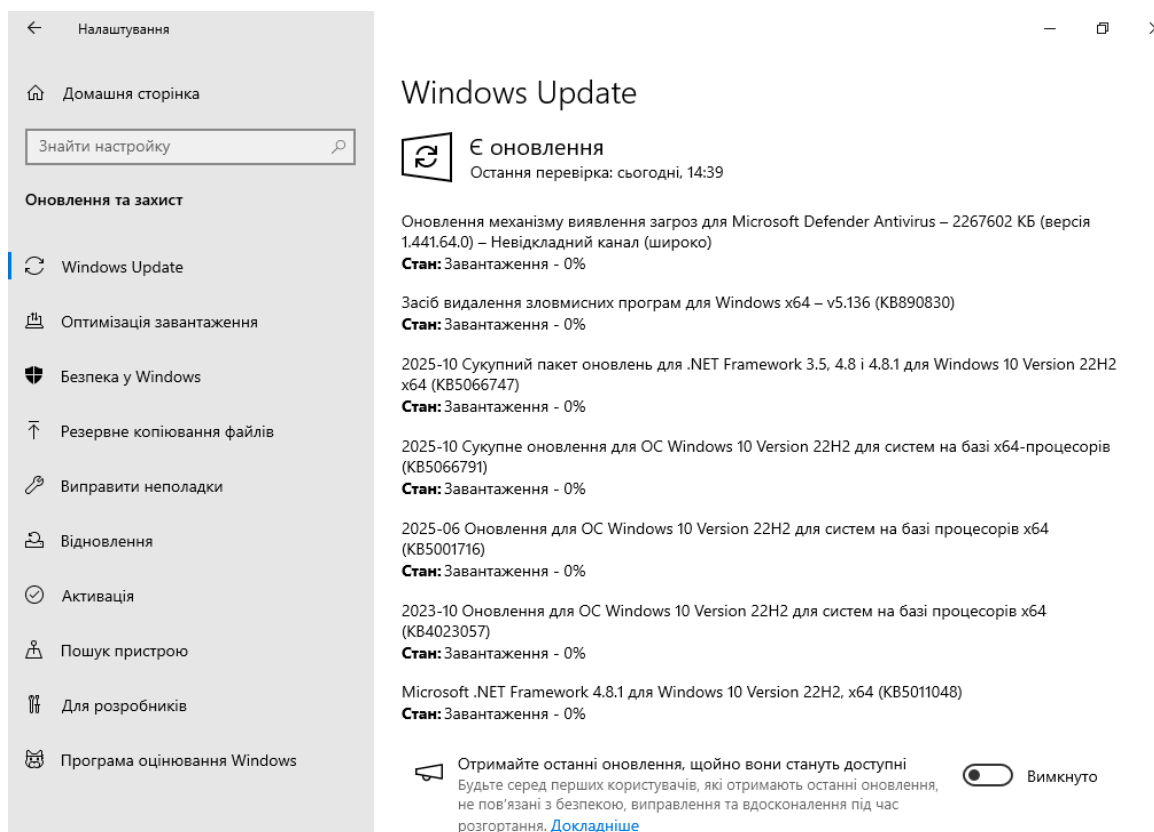 Налаштування
Домашня сторінка
Знайти настройку
Оновлення та захист
Windows Update
Оптимізація завантаження
Безпека у Windows
Резервне копіювання файлів
Виправити неполадки
Відновлення
Активація
Пошук пристрою
Для розробників
Програма оцінювання Windows
Windows Update
Є оновлення
Остання перевірка: сьогодні, 14:39
Оновлення механізму виявлення загроз для Microsoft Defender Antivirus – 2267602 КБ (версія
1.441.64.0) – Невідкладний канал (широко)
Стан: Завантаження - 0%
Засіб видалення зловмисних програм для Windows x64 – v5.136 (KB890830)
Стан: Завантаження - 0%
2025-10 Сукупний пакет оновлень для .NET Framework 3.5, 4.8 і 4.8.1 для Windows 10 Version 22H2
x64 (KB5066747)
Стан: Завантаження - 0%
2025-10 Сукупне оновлення для ОС Windows 10 Version 22H2 для систем на базі x64-процесорів
(KB5066791)
Стан: Завантаження - 0%
2025-06 Оновлення для ОС Windows 10 Version 22H2 для систем на базі процесорів x64
(KB5001716)
Стан: Завантаження - 0%
2023-10 Оновлення для ОС Windows 10 Version 22H2 для систем на базі процесорів x64
(KB4023057)
Стан: Завантаження - 0%
Microsoft .NET Framework 4.8.1 для Windows 10 Version 22H2, x64 (KB5011048)
Стан: Завантаження - 0%
Отримайте останні оновлення, щойно вони стануть доступні
Будьте серед перших користувачів, які отримають останні оновлення,
не пов’язані з безпекою, виправлення та вдосконалення під час
розгортання. Докладніше
Вимкнуто